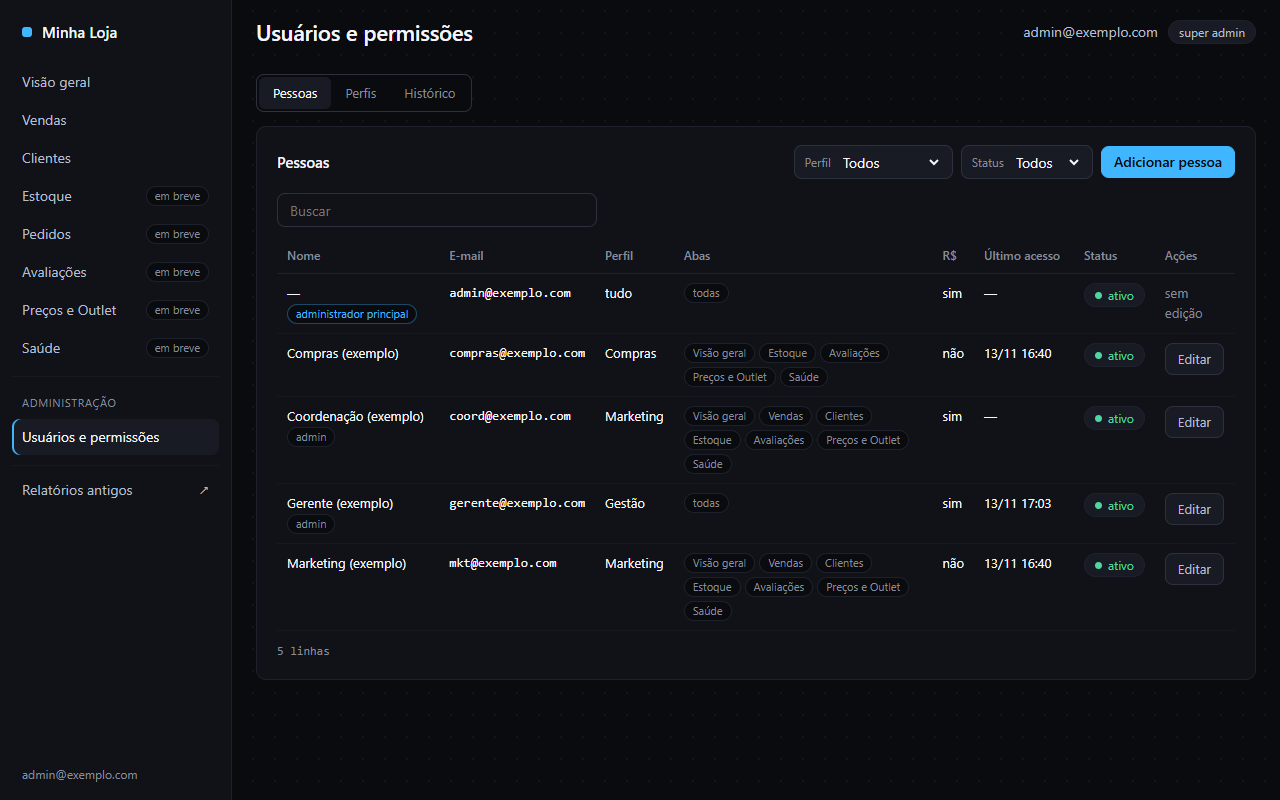 Minha Loja
Visão geral
Vendas
Clientes
Estoque em breve
Pedidos em breve
Avaliações em breve
Preços e Outlet em breve
Saúde em breve
ADMINISTRAÇÃO
Usuários e permissões
Relatórios antigos ↗
admin@exemplo.com
Usuários e permissões
admin@exemplo.com super admin
Pessoas Perfis Histórico
Pessoas
Perfil Todos Status Todos Adicionar pessoa
Buscar
Nome E-mail Perfil Abas R$ Último acesso Status Ações
— admin@exemplo.com tudo todas sim — ativo sem edição
administrador principal
Compras (exemplo) compras@exemplo.com Compras Visão geral Estoque Avaliações não 13/11 16:40 ativo Editar
Preços e Outlet Saúde
Coordenação (exemplo) coord@exemplo.com Marketing Visão geral Vendas Clientes sim — ativo Editar
admin Estoque Avaliações Preços e Outlet
Saúde
Gerente (exemplo) gerente@exemplo.com Gestão todas sim 13/11 17:03 ativo Editar
admin
Marketing (exemplo) mkt@exemplo.com Marketing Visão geral Vendas Clientes não 13/11 16:40 ativo Editar
Estoque Avaliações Preços e Outlet
Saúde
5 linhas